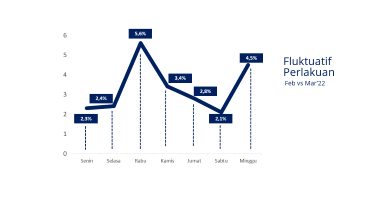 6
5
4
3
2
1
0
2,3%
2,4%
5,6%
3,4%
2,8%
2,1%
4,5%
Senin
Selasa
Rabu
Kamis
Jumat
Sabtu
Minggu
Fluktuatif
Perlakuan
Feb vs Mar'22